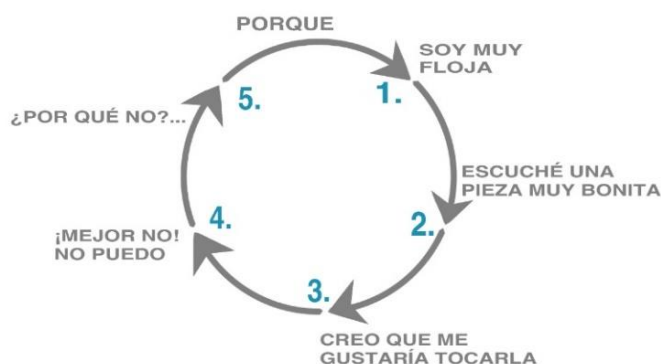 PORQUE
1.
SOY MUY
FLOJA
2.
ESCUCHÉ UNA
PIEZA MUY BONITA
3.
CREO QUE ME
GUSTARÍA TOCARLA
4.
¡MEJOR NO!
NO PUEDO
5.
¿POR QUÉ NO?...